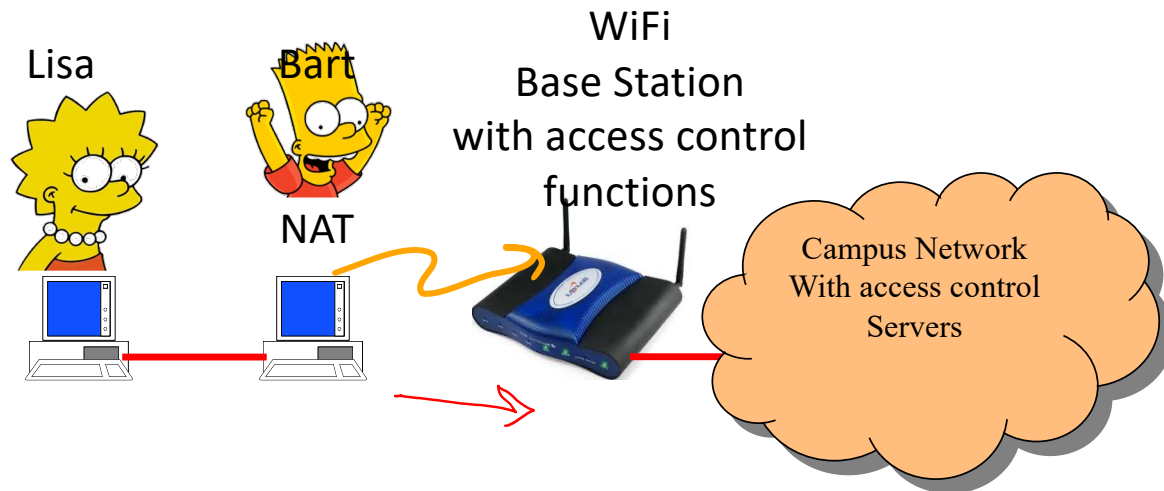 Lisa
Bart
NAT
WiFi
Base Station
with access control
functions
Campus Network
With access control
Servers